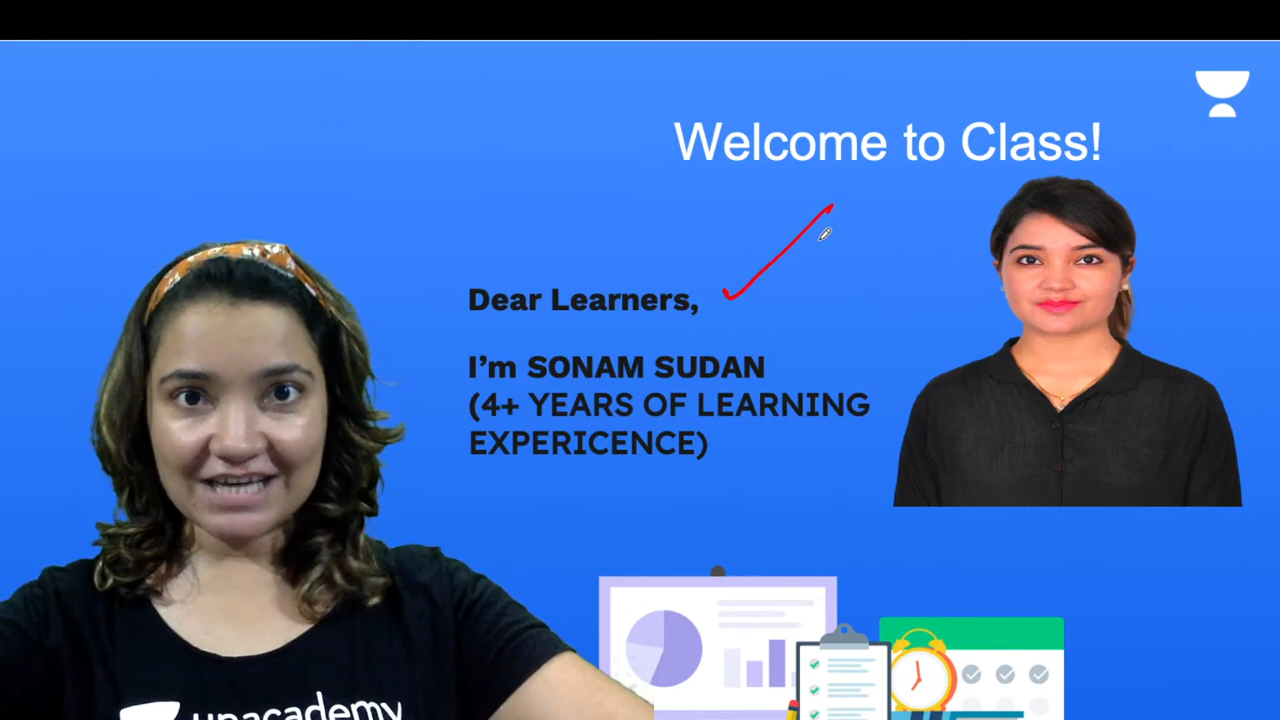 Welcome to Class!
Dear Learners,
I'm SONAM SUDAN
(4+ YEARS OF LEARNING
EXPERICENCE)
unacademy